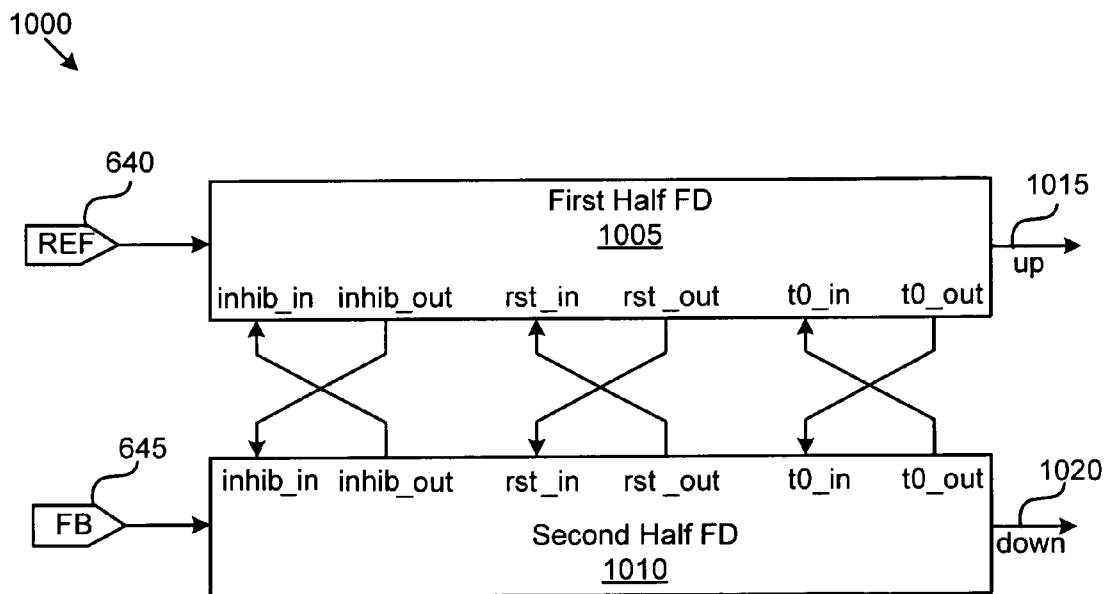 1000
640
REF
First Half FD
1005
1015
up
inhib_in inhib_out rst_in rst_out t0_in t0_out
645
FB
inhib_in inhib_out rst_in rst_out t0_in t0_out
Second Half FD
1010
1020
down